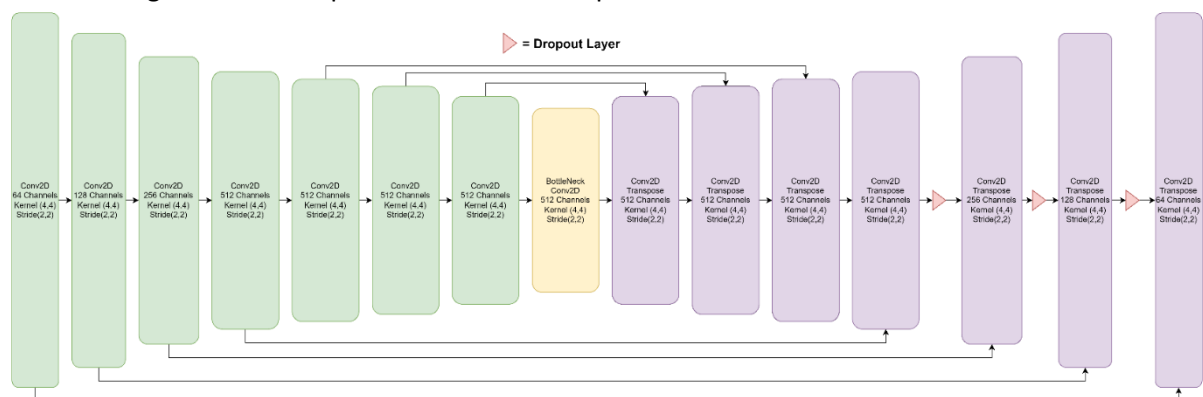 = Dropout Layer
Conv2D
64 Channels
Kernel (4,4)
Stride(2,2)
Conv2D
128 Channels
Kernel (4,4)
Stride(2,2)
Conv2D
256 Channels
Kernel (4,4)
Stride(2,2)
Conv2D
512 Channels
Kernel (4,4)
Stride(2,2)
Conv2D
512 Channels
Kernel (4,4)
Stride(2,2)
Conv2D
512 Channels
Kernel (4,4)
Stride(2,2)
Conv2D
512 Channels
Kernel (4,4)
Stride(2,2)
BottleNeck
Conv2D
512 Channels
Kernel (4,4)
Stride(2,2)
Conv2D
Transpose
512 Channels
Kernel (4,4)
Stride(2,2)
Conv2D
Transpose
512 Channels
Kernel (4,4)
Stride(2,2)
Conv2D
Transpose
512 Channels
Kernel (4,4)
Stride(2,2)
Conv2D
Transpose
512 Channels
Kernel (4,4)
Stride(2,2)
Conv2D
Transpose
256 Channels
Kernel (4,4)
Stride(2,2)
Conv2D
Transpose
128 Channels
Kernel (4,4)
Stride(2,2)
Conv2D
Transpose
64 Channels
Kernel (4,4)
Stride(2,2)